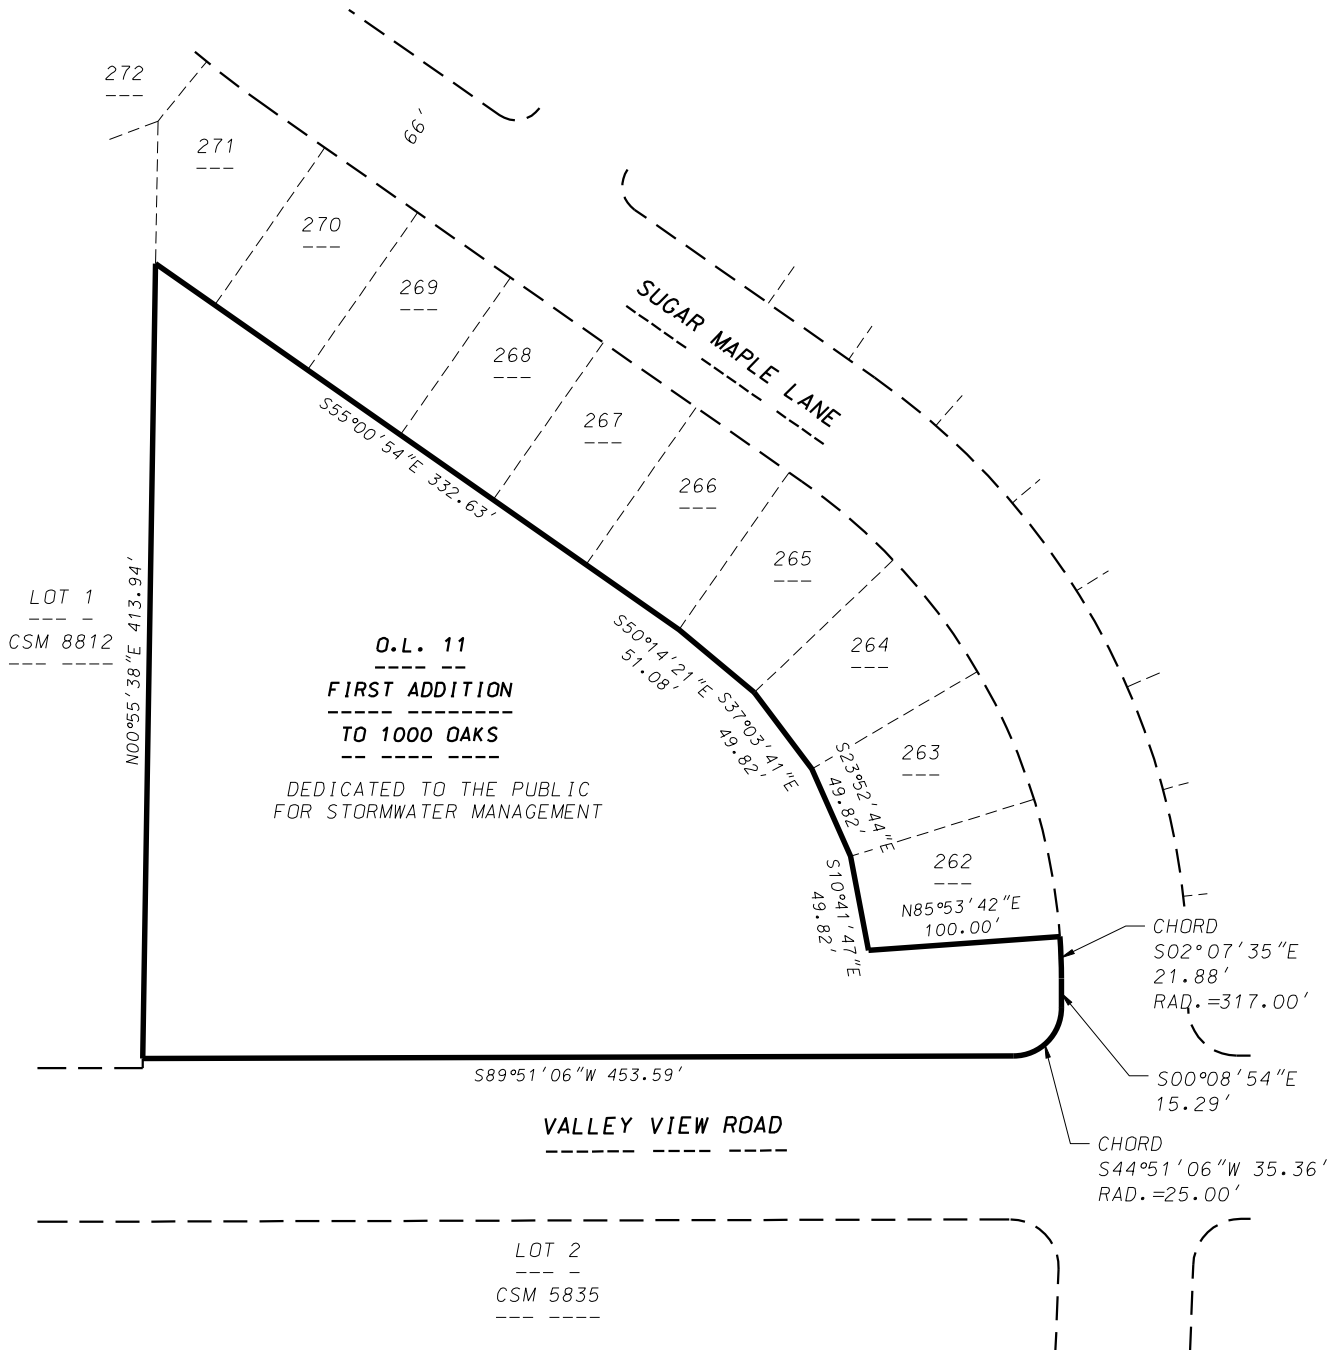 272
271
66'
270
269
268
267
266
265
264
263
262
SUGAR MAPLE LANE
S55°00'54"E 332.63'
S50°14'21"E
51.08'
S37°03'41"E
49.82'
S23°52'44"E
49.82'
S10°41'47"E
49.82'
N85°53'42"E
100.00'
N00°55'38"E 413.94'
LOT 1
CSM 8812
O.L. 11
FIRST ADDITION
TO 1000 OAKS
DEDICATED TO THE PUBLIC
FOR STORMWATER MANAGEMENT
CHORD
S02°07'35"E
21.88'
RAD.=317.00'
S00°08'54"E
15.29'
CHORD
S44°51'06"W 35.36'
RAD.=25.00'
S89°51'06"W 453.59'
VALLEY VIEW ROAD
LOT 2
CSM 5835